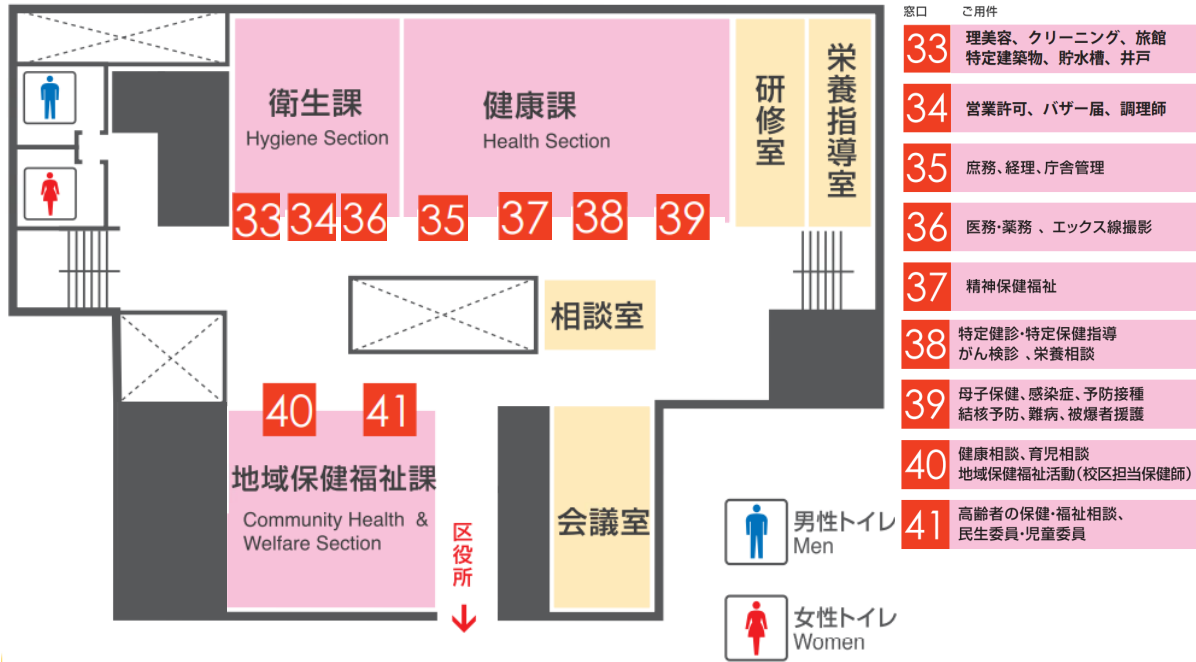 衛生課
Hygiene Section
健康課
Health Section
研修室
栄養指導室
33
34
36
35
37
38
39
相談室
40
41
地域保健福祉課
Community Health &
Welfare Section
区役所
会議室
男性トイレ
Men
女性トイレ
Women
窓口 ご用件
33 理美容、クリーニング、旅館
特定建築物、貯水槽、井戸
34 営業許可、バザー届、調理師
35 庶務、経理、庁舎管理
36 医務・薬務 、エックス線撮影
37 精神保健福祉
38 特定健診・特定保健指導
がん検診 、栄養相談
39 母子保健、感染症、予防接種
結核予防、難病、被爆者援護
40 健康相談、育児相談
地域保健福祉活動(校区担当保健師)
41 高齢者の保健・福祉相談、
民生委員・児童委員